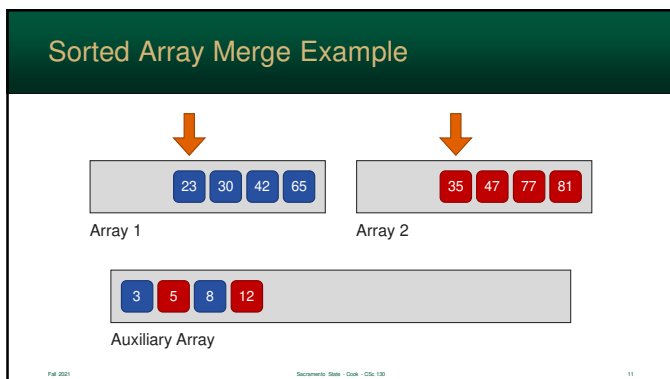 Sorted Array Merge Example
23 30 42 65
35 47 77 81
Array 1
Array 2
3 5 8 12
Auxiliary Array
Fall 2021
Sacramento State - Cook - CSc 130
11